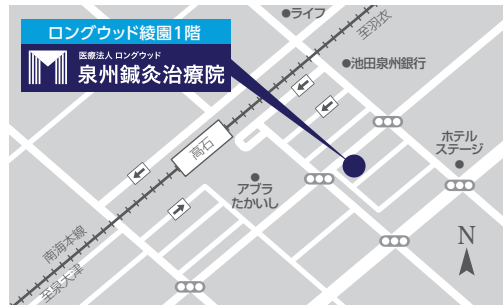 ロングウッド綾園1階
医療法人 ロングウッド
泉州鍼灸治療院
ライフ
至羽衣
池田泉州銀行
ホテル
ステージ
高石
アプラ
たかいし
南海本線
至泉大津
N